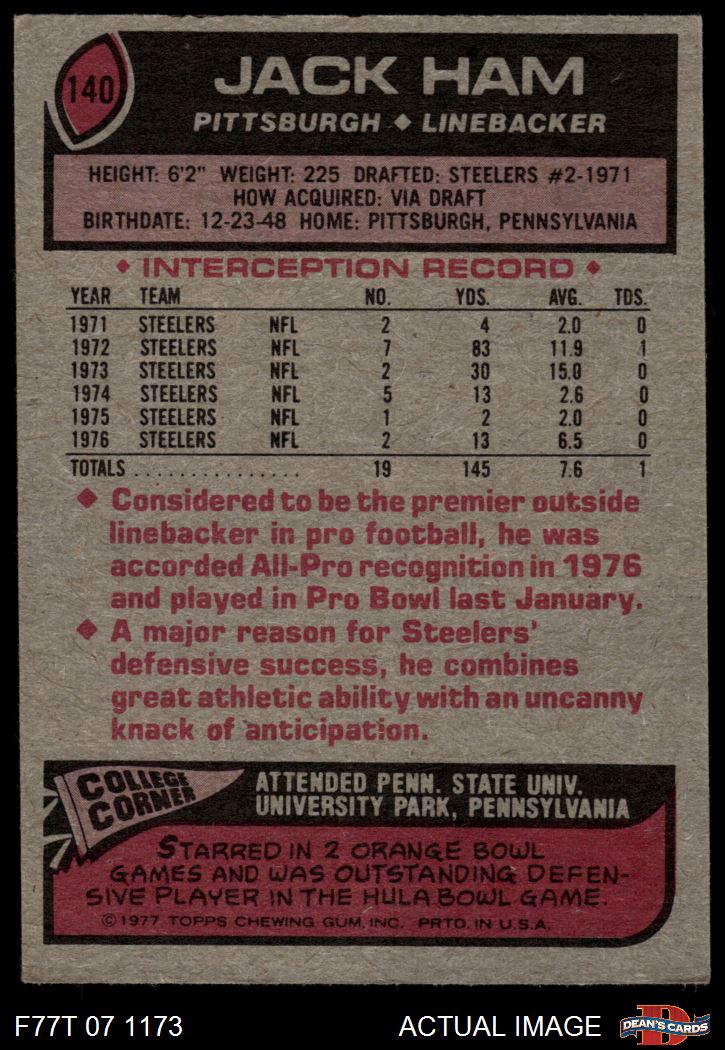 140
JACK HAM
PITTSBURGH ◆ LINEBACKER
HEIGHT: 6'2" WEIGHT: 225 DRAFTED: STEELERS #2-1971
HOW ACQUIRED: VIA DRAFT
BIRTHDATE: 12-23-48 HOME: PITTSBURGH, PENNSYLVANIA
◆ INTERCEPTION RECORD ◆
YEAR TEAM NO. YDS. AVG. TDS.
1971 STEELERS NFL 2 4 2.0 0
1972 STEELERS NFL 7 83 11.9 1
1973 STEELERS NFL 2 30 15.0 0
1974 STEELERS NFL 5 13 2.6 0
1975 STEELERS NFL 1 2 2.0 0
1976 STEELERS NFL 2 13 6.5 0
TOTALS ................ 19 145 7.6 1
◆ Considered to be the premier outside
linebacker in pro football, he was
accorded All-Pro recognition in 1976
and played in Pro Bowl last January.
◆ A major reason for Steelers'
defensive success, he combines
great athletic ability with an uncanny
knack of anticipation.
COLLEGE
CORNER
ATTENDED PENN. STATE UNIV.
UNIVERSITY PARK, PENNSYLVANIA
STARRED IN 2 ORANGE BOWL
GAMES AND WAS OUTSTANDING DEFEN-
SIVE PLAYER IN THE HULA BOWL GAME.
©1977 TOPPS CHEWING GUM, INC. PRTD. IN U.S.A.
F77T 07 1173 ACTUAL IMAGE
D
DEAN'S CARDS